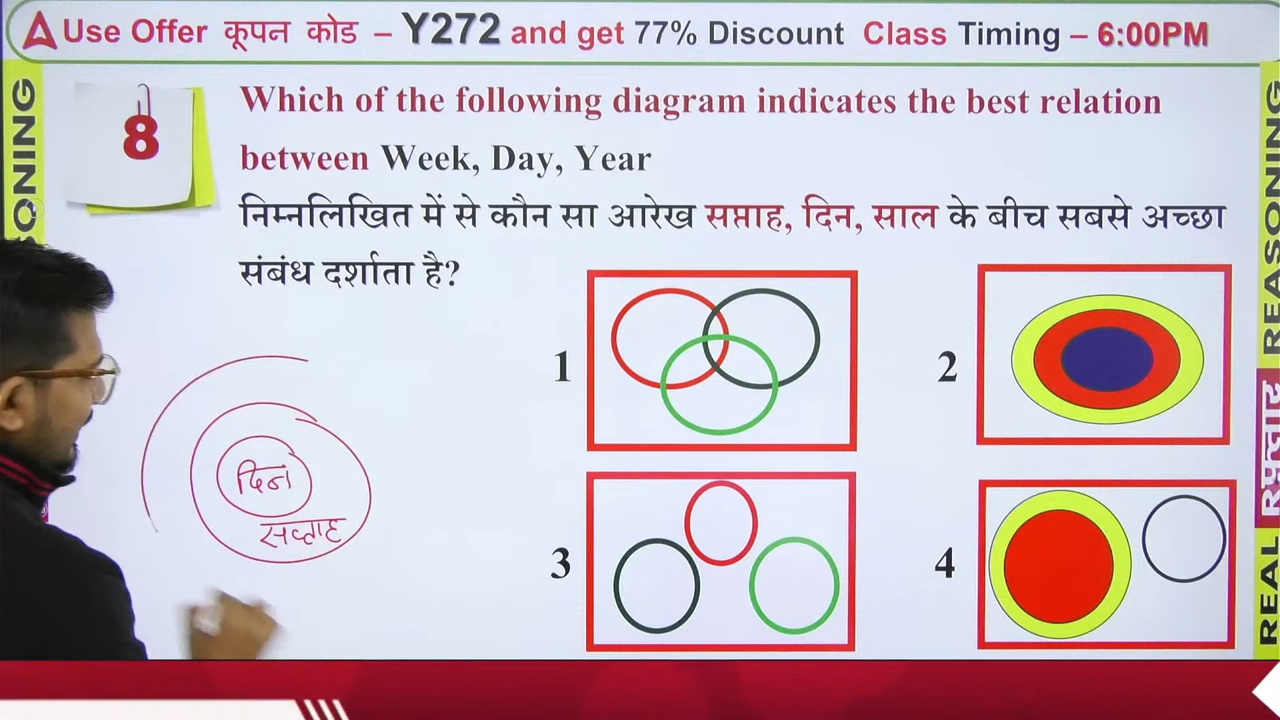 Use Offer कूपन कोड – Y272 and get 77% Discount Class Timing – 6:00PM
8
Which of the following diagram indicates the best relation
between Week, Day, Year
निम्नलिखित में से कौन सा आरेख सप्ताह, दिन, साल के बीच सबसे अच्छा
संबंध दर्शाता है?
1
2
3
4
दिन
सप्ताह
REASONING
REAL